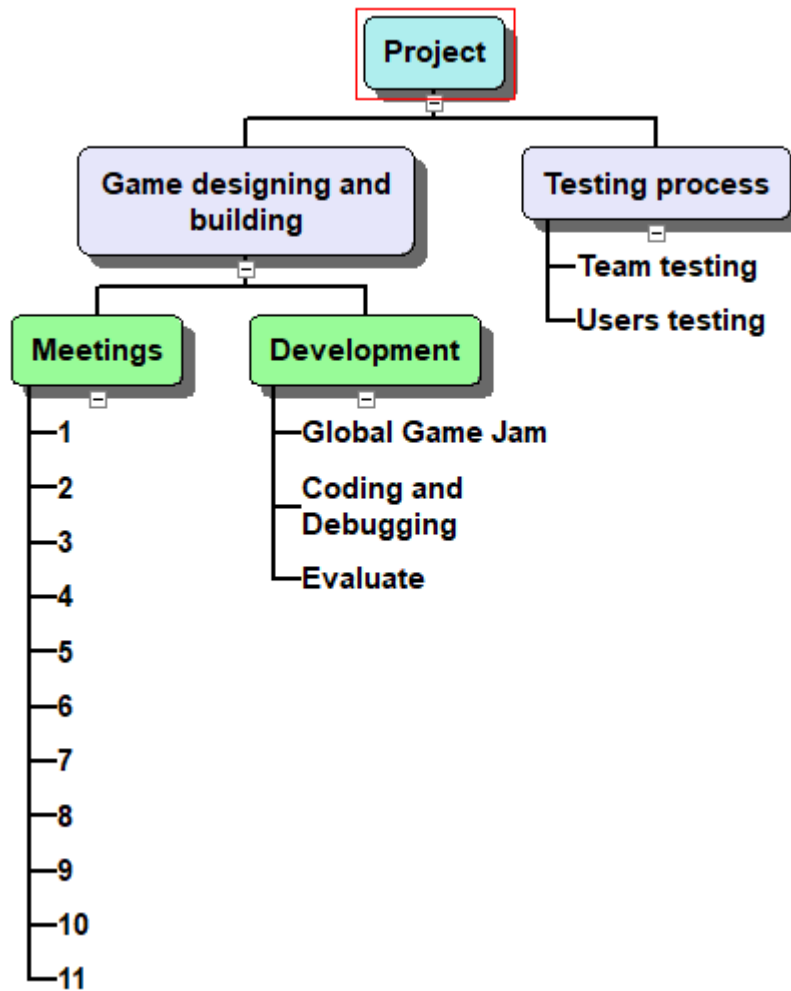 Project
Game designing and
building
Testing process
Team testing
Users testing
Meetings
Development
1
2
3
4
5
6
7
8
9
10
11
Global Game Jam
Coding and
Debugging
Evaluate